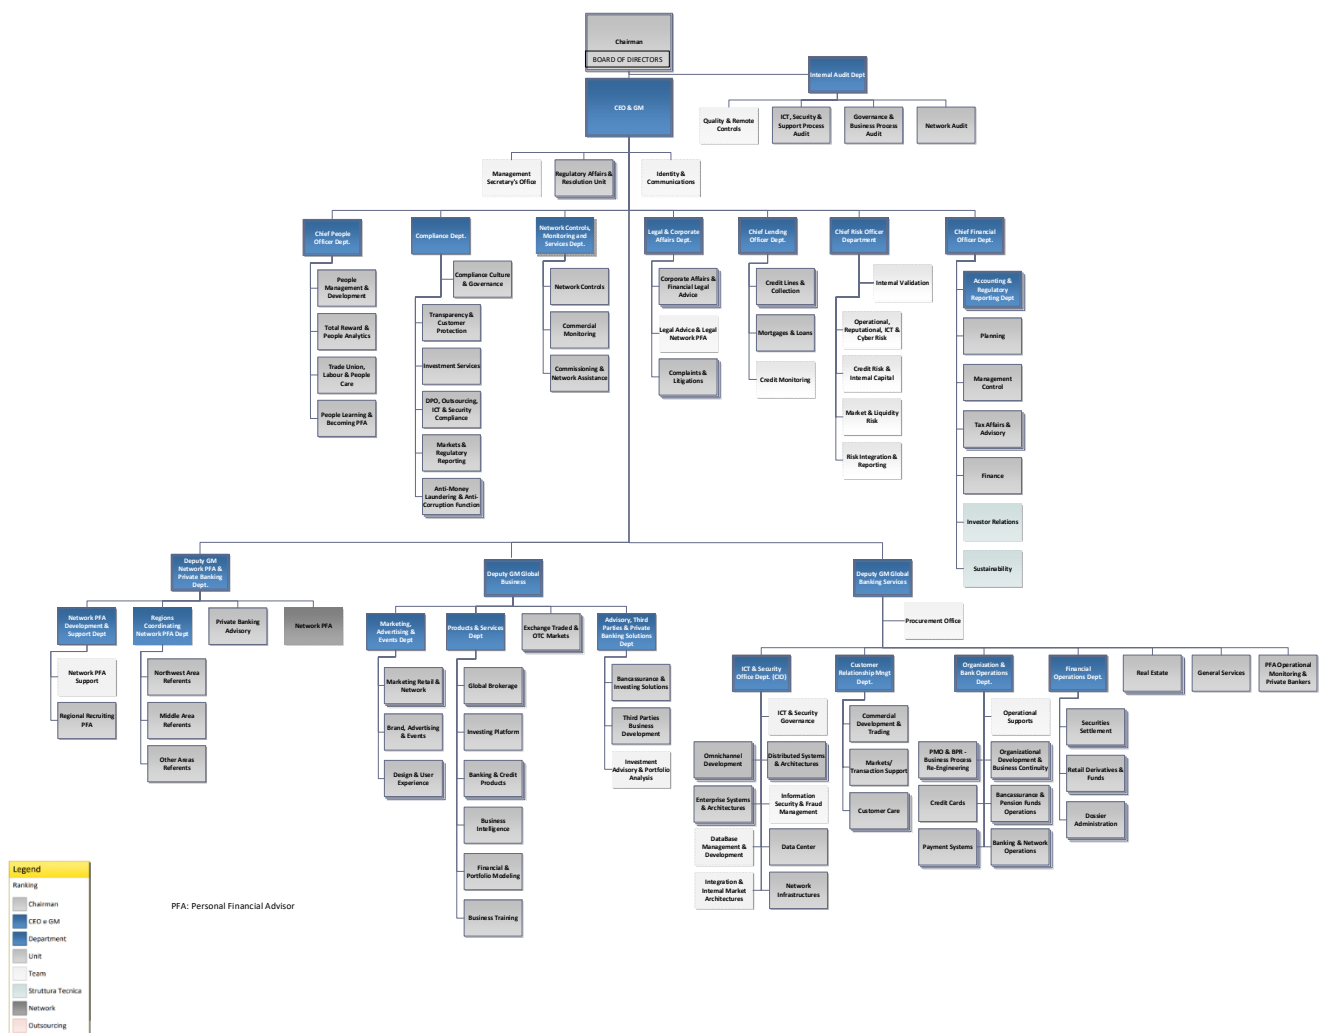 Chairman
BOARD OF DIRECTORS
Internal Audit Dept
CEO & GM
Quality & Remote
Controls
ICT, Security &
Support Process
Audit
Governance &
Business Process
Audit
Network Audit
Management
Secretary's Office
Regulatory Affairs &
Resolution Unit
Identity &
Communications
Chief People
Officer Dept.
Compliance Dept.
Network Controls,
Monitoring and
Services Dept.
Legal & Corporate
Affairs Dept.
Chief Lending
Officer Dept.
Chief Risk Officer
Department
Chief Financial
Officer Dept.
People
Management &
Development
Total Reward &
People Analytics
Trade Union,
Labour & People
Care
People Learning &
Becoming PFA
Compliance Culture
& Governance
Transparency &
Customer
Protection
Investment Services
DPO, Outsourcing,
ICT & Security
Compliance
Markets &
Regulatory
Reporting
Anti-Money
Laundering & Anti-
Corruption Function
Network Controls
Commercial
Monitoring
Commissioning &
Network Assistance
Corporate Affairs &
Financial Legal
Advice
Legal Advice & Legal
Network PFA
Complaints &
Litigations
Credit Lines &
Collection
Mortgages & Loans
Credit Monitoring
Internal Validation
Operational,
Reputational, ICT &
Cyber Risk
Credit Risk &
Internal Capital
Market & Liquidity
Risk
Risk Integration &
Reporting
Accounting &
Regulatory
Reporting Dept
Planning
Management
Control
Tax Affairs &
Advisory
Finance
Investor Relations
Sustainability
Deputy GM
Network PFA &
Private Banking
Dept.
Deputy GM Global
Business
Deputy GM Global
Banking Services
Network PFA
Development &
Support Dept
Regions
Coordinating
Network PFA Dept
Private Banking
Advisory
Network PFA
Network PFA
Support
Regional Recruiting
PFA
Northwest Area
Referents
Middle Area
Referents
Other Areas
Referents
Marketing,
Advertising &
Events Dept
Products & Services
Dept
Exchange Traded &
OTC Markets
Advisory, Third
Parties & Private
Banking Solutions
Dept
Marketing Retail &
Network
Brand, Advertising
& Events
Design & User
Experience
Global Brokerage
Investing Platform
Banking & Credit
Products
Business
Intelligence
Financial &
Portfolio Modeling
Business Training
Bancassurance &
Investing Solutions
Third Parties
Business
Development
Investment
Advisory & Portfolio
Analysis
Procurement Office
ICT & Security
Office Dept. (CIO)
Customer
Relationship Mngt
Dept.
Organization &
Bank Operations
Dept.
Financial
Operations Dept.
Real Estate
General Services
PFA Operational
Monitoring &
Private Bankers
ICT & Security
Governance
Omnichannel
Development
Distributed Systems
& Architectures
Enterprise Systems
& Architectures
Information
Security & Fraud
Management
DataBase
Management &
Development
Data Center
Integration &
Internal Market
Architectures
Network
Infrastructures
Commercial
Development &
Trading
Markets/
Transaction Support
Customer Care
Operational
Supports
PMO & BPR -
Business Process
Re-Engineering
Organizational
Development &
Business Continuity
Credit Cards
Bancassurance &
Pension Funds
Operations
Payment Systems
Banking & Network
Operations
Securities
Settlement
Retail Derivatives &
Funds
Dossier
Administration
Legend
Ranking
Chairman
CEO e GM
Department
Unit
Team
Struttura Tecnica
Network
Outsourcing
PFA: Personal Financial Advisor